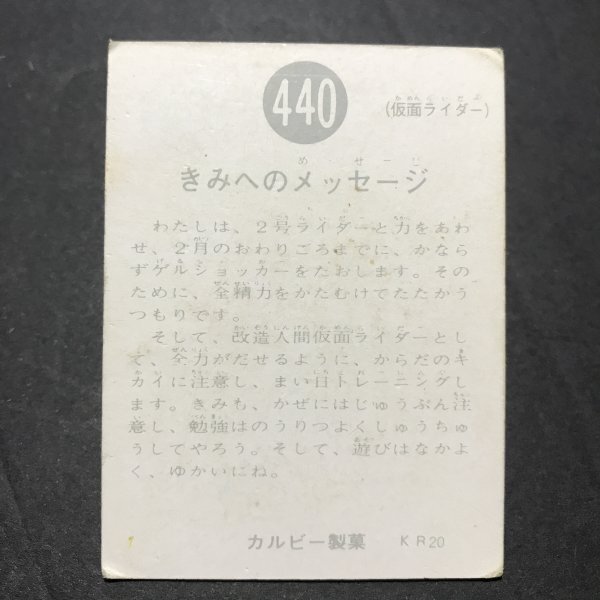 440
(仮面ライダー)
きみへのメッセージ
わたしは、2号ライダーと力をあわ
せ、2月のおわりごろまでに、かなら
ずゲルショッカーをたおします。その
ために、全精力をかたむけてたたかう
つもりです。
そして、改造人間仮面ライダーとし
て、全力がだせるように、からだのキ
カイに注意し、まい日トレーニングし
ます。きみも、かぜにはじゅうぶん注
意し、勉強はのうりつよくしゅうちゅ
うしてやろう。そして、遊びはなかよ
く、ゆかいにね。
カルビー製菓 KR20